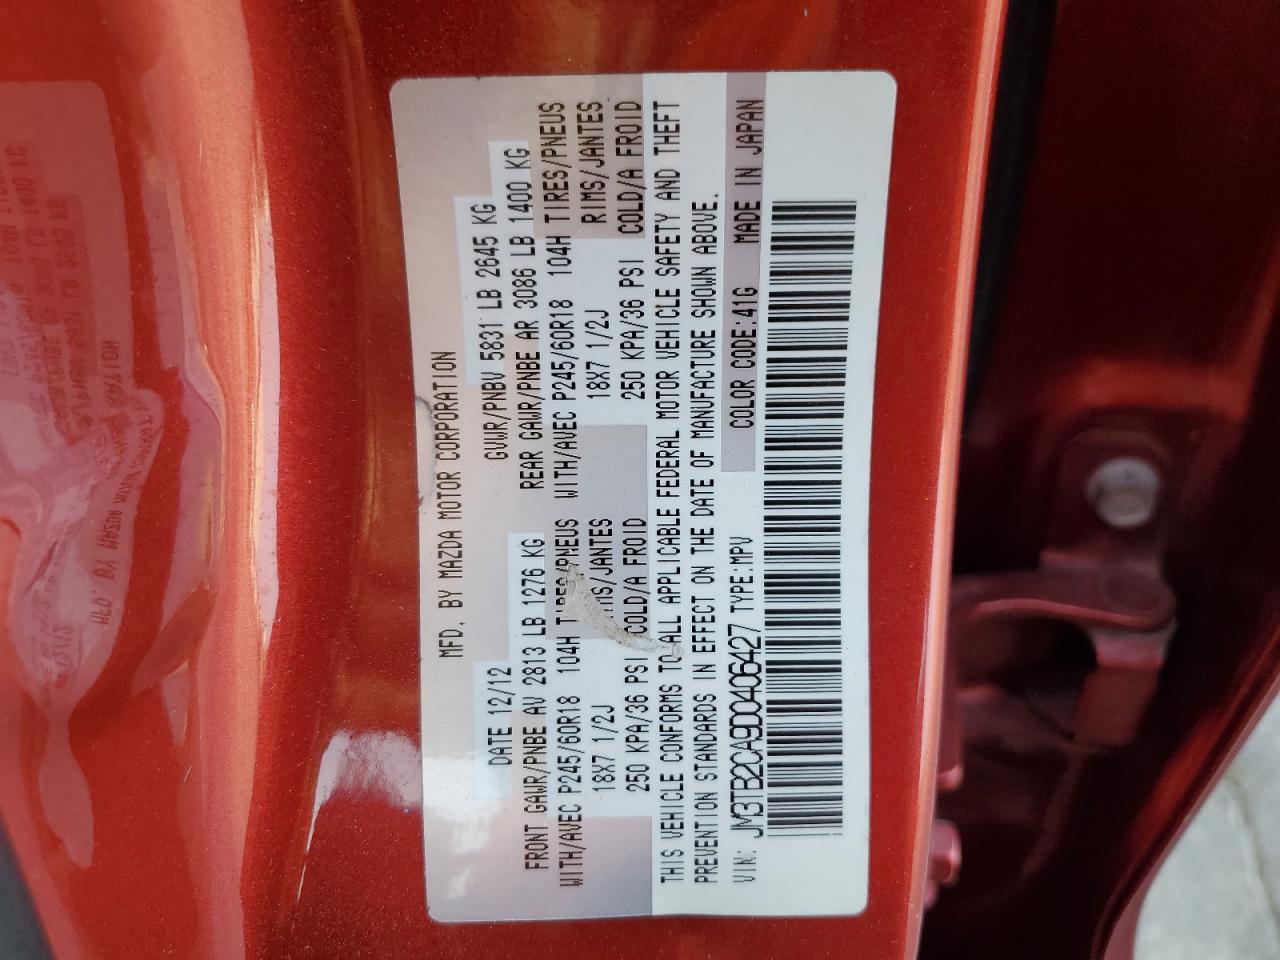 MFD. BY MAZDA MOTOR CORPORATION
DATE 12/12 GVWR/PNBV 5831 LB 2645 KG
FRONT GAWR/PNBE AV 2813 LB 1276 KG REAR GAWR/PNBE AR 3086 LB 1400 KG
WITH/AVEC P245/60R18 104H TIRES/PNEUS WITH/AVEC P245/60R18 104H TIRES/PNEUS
18X7 1/2J RIMS/JANTES 18X7 1/2J RIMS/JANTES
250 KPA/36 PSI COLD/A FROID 250 KPA/36 PSI COLD/A FROID
THIS VEHICLE CONFORMS TO ALL APPLICABLE FEDERAL MOTOR VEHICLE SAFETY AND THEFT
PREVENTION STANDARDS IN EFFECT ON THE DATE OF MANUFACTURE SHOWN ABOVE.
VIN: JM3TB2CA9D0406427 TYPE:MPV COLOR CODE:41G MADE IN JAPAN